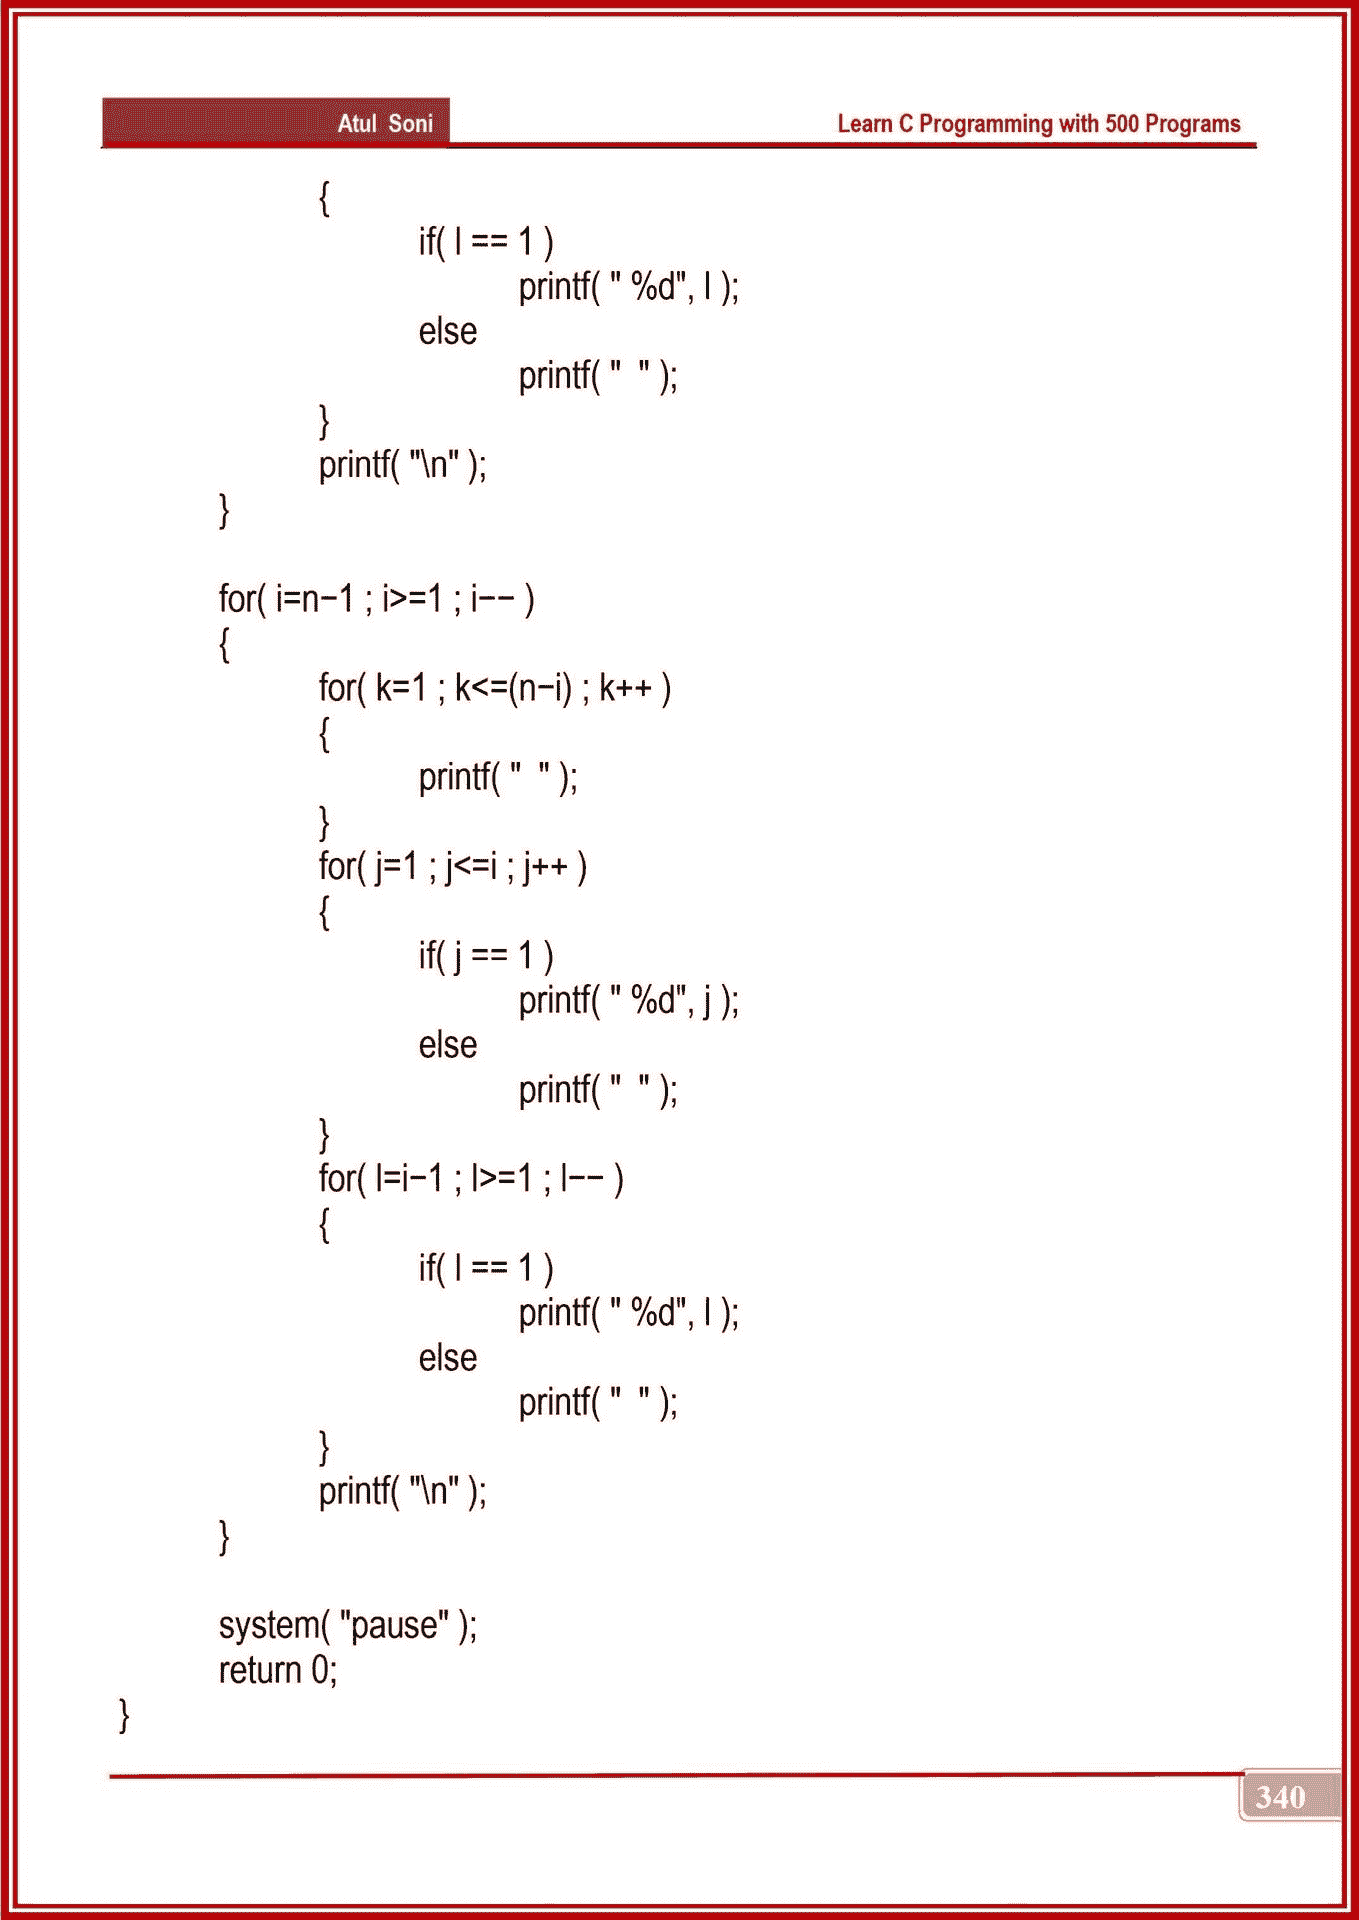 Atul Soni
Learn C Programming with 500 Programs
{
if( l == 1 )
printf( " %d", l );
else
printf( "  " );
}
printf( "\n" );
}
for( i=n−1 ; i>=1 ; i−− )
{
for( k=1 ; k<=(n−i) ; k++ )
{
printf( "  " );
}
for( j=1 ; j<=i ; j++ )
{
if( j == 1 )
printf( " %d", j );
else
printf( "  " );
}
for( l=i−1 ; l>=1 ; l−− )
{
if( l == 1 )
printf( " %d", l );
else
printf( "  " );
}
printf( "\n" );
}
system( "pause" );
return 0;
}
340